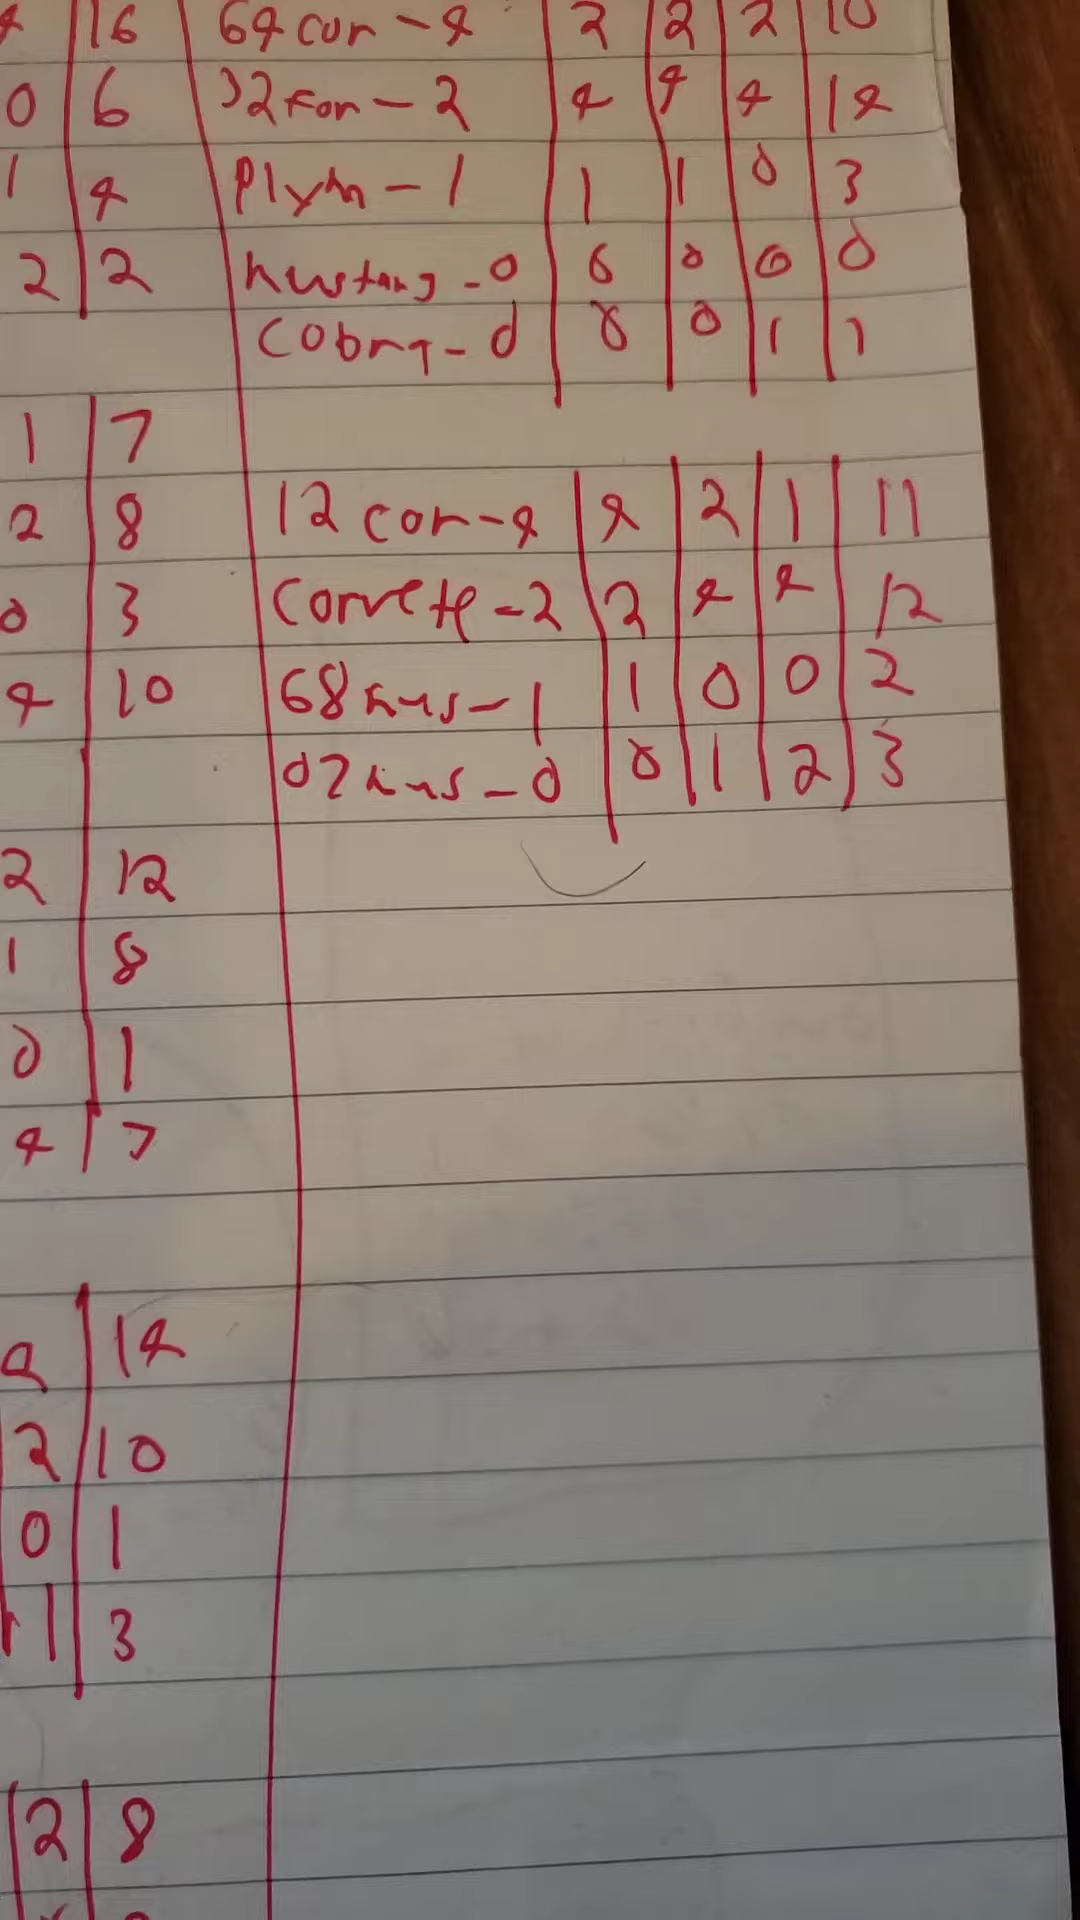 16 64 cor - 4 2 2 2 10
0 6 32 For - 2 4 4 4 14
1 4 Plym - 1 1 1 0 3
2 2 Mustang - 0 0 0 0 0
Cobra - 0 0 0 1 1
1 7
2 8 12 cor - 4 4 2 1 11
0 3 Corvete - 2 2 4 4 12
4 10 68 mus - 1 1 0 0 2
02 mus - 0 0 1 2 3
2 12
1 8
0 1
4 7
4 14
2 10
0 1
1 3
2 8